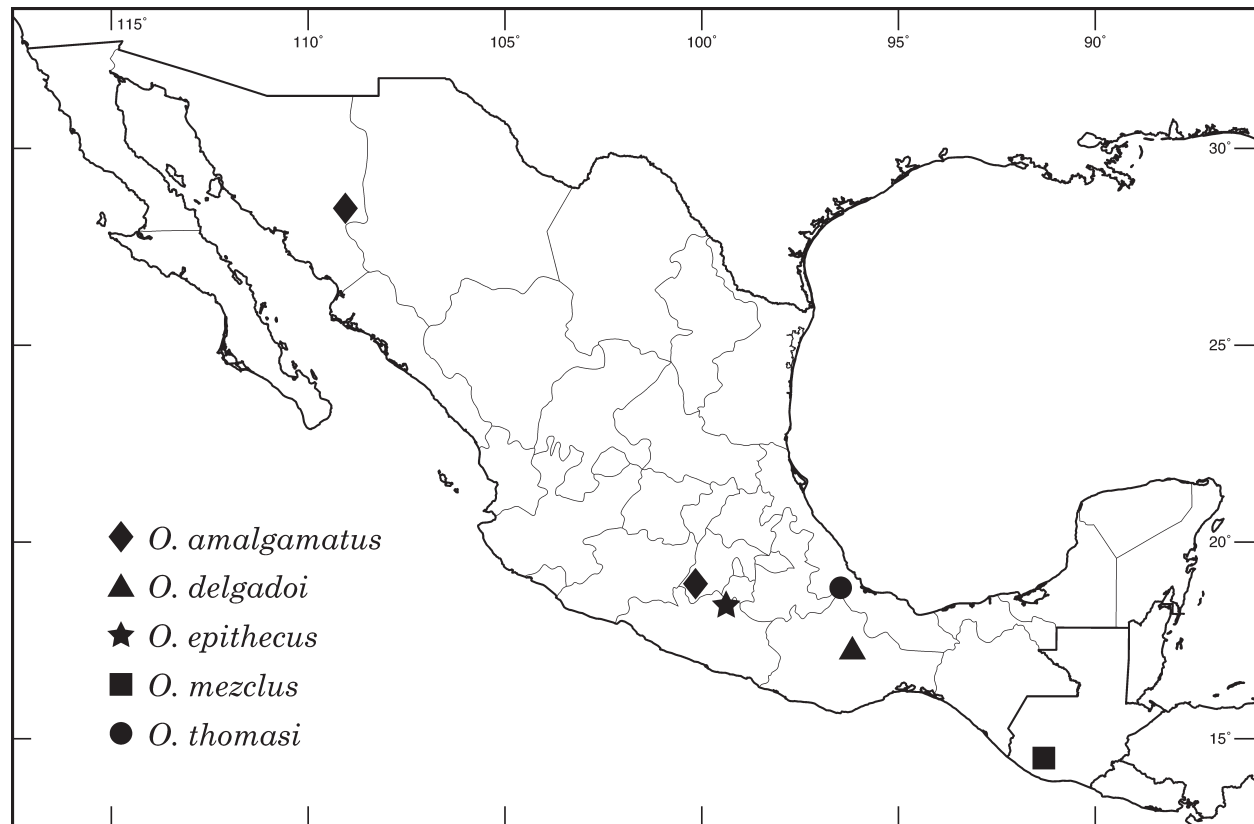 115°
110°
105°
100°
95°
90°
30°
25°
20°
15°
O. amalgamatus
O. delgadoi
O. epithecus
O. mezclus
O. thomasi